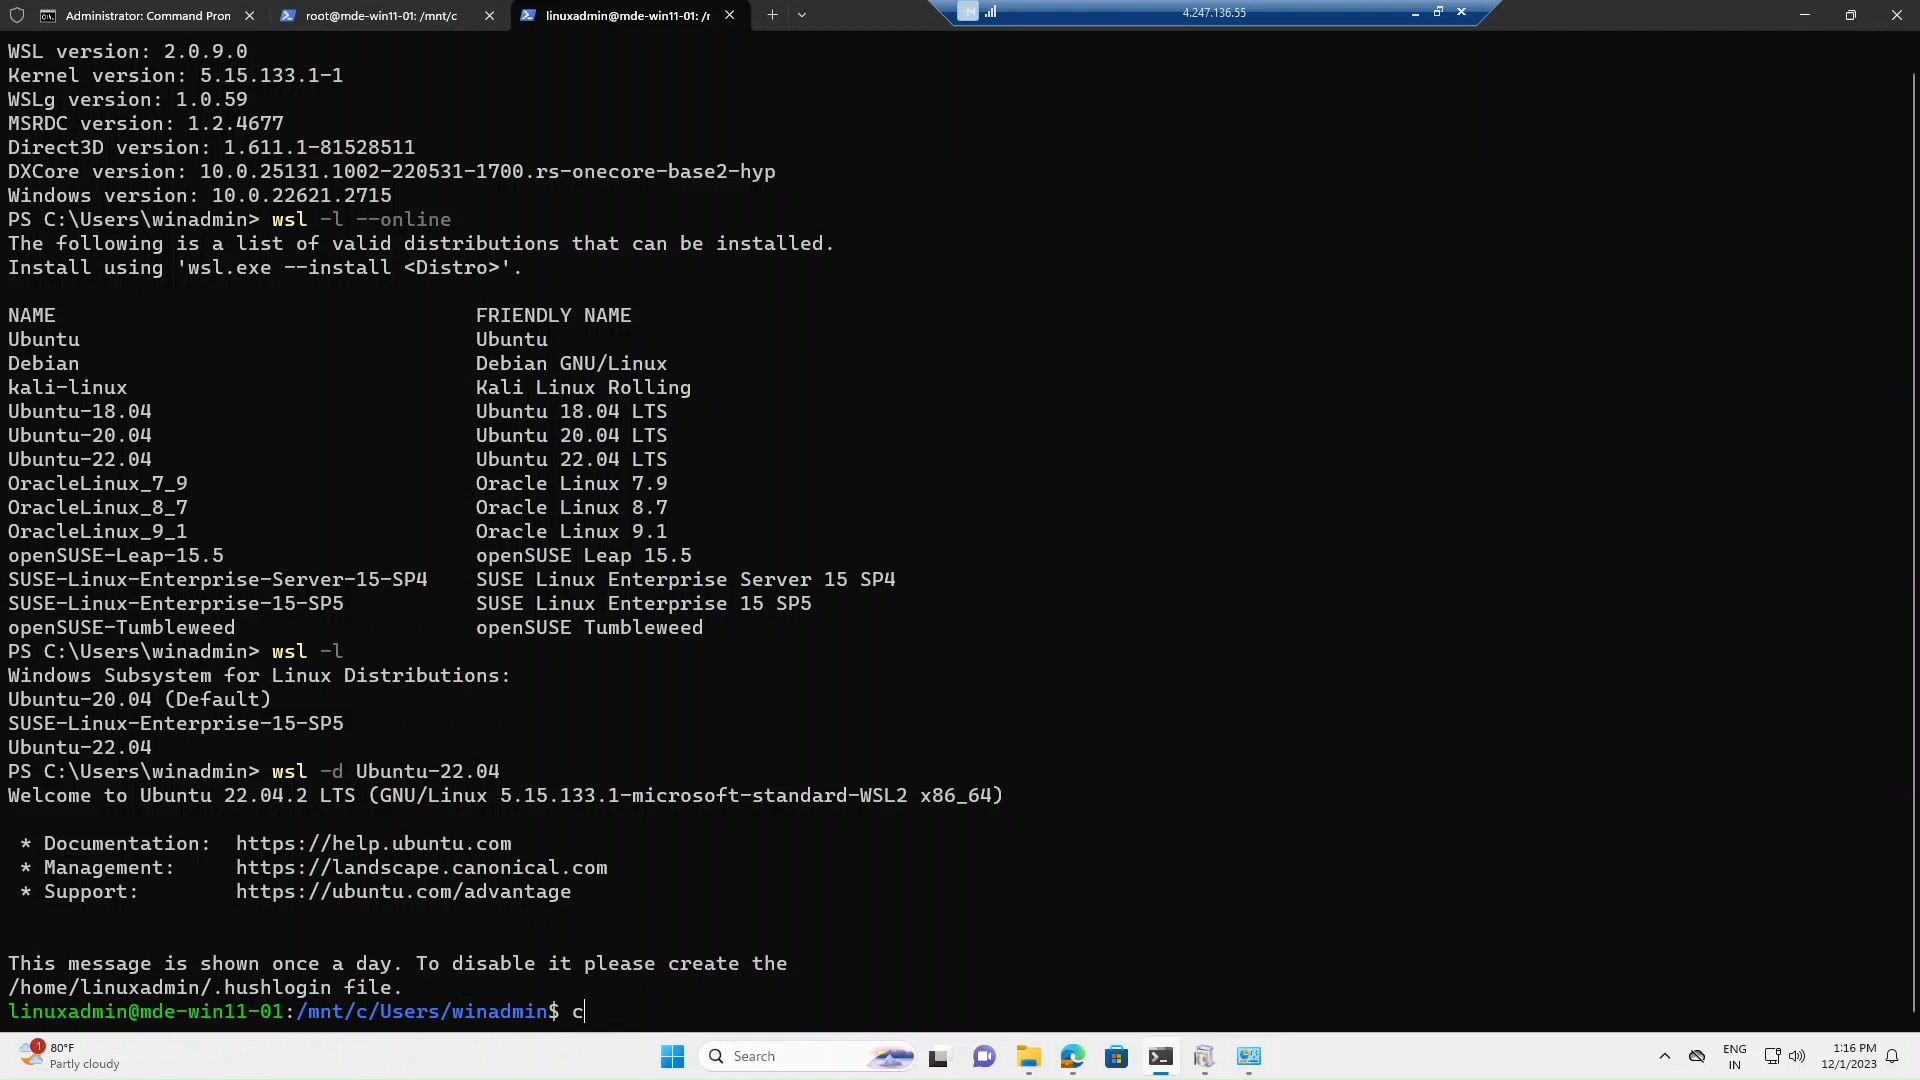 Administrator: Command Pron
root@mde-win11-01: /mnt/c
linuxadmin@mde-win11-01: /r
4.247.136.55
WSL version: 2.0.9.0
Kernel version: 5.15.133.1-1
WSLg version: 1.0.59
MSRDC version: 1.2.4677
Direct3D version: 1.611.1-81528511
DXCore version: 10.0.25131.1002-220531-1700.rs-onecore-base2-hyp
Windows version: 10.0.22621.2715
PS C:\Users\winadmin> wsl -l --online
The following is a list of valid distributions that can be installed.
Install using 'wsl.exe --install <Distro>'.
NAME FRIENDLY NAME
Ubuntu Ubuntu
Debian Debian GNU/Linux
kali-linux Kali Linux Rolling
Ubuntu-18.04 Ubuntu 18.04 LTS
Ubuntu-20.04 Ubuntu 20.04 LTS
Ubuntu-22.04 Ubuntu 22.04 LTS
OracleLinux_7_9 Oracle Linux 7.9
OracleLinux_8_7 Oracle Linux 8.7
OracleLinux_9_1 Oracle Linux 9.1
openSUSE-Leap-15.5 openSUSE Leap 15.5
SUSE-Linux-Enterprise-Server-15-SP4 SUSE Linux Enterprise Server 15 SP4
SUSE-Linux-Enterprise-15-SP5 SUSE Linux Enterprise 15 SP5
openSUSE-Tumbleweed openSUSE Tumbleweed
PS C:\Users\winadmin> wsl -l
Windows Subsystem for Linux Distributions:
Ubuntu-20.04 (Default)
SUSE-Linux-Enterprise-15-SP5
Ubuntu-22.04
PS C:\Users\winadmin> wsl -d Ubuntu-22.04
Welcome to Ubuntu 22.04.2 LTS (GNU/Linux 5.15.133.1-microsoft-standard-WSL2 x86_64)
* Documentation: https://help.ubuntu.com
* Management: https://landscape.canonical.com
* Support: https://ubuntu.com/advantage
This message is shown once a day. To disable it please create the
/home/linuxadmin/.hushlogin file.
linuxadmin@mde-win11-01:/mnt/c/Users/winadmin$ c
1
80°F
Partly cloudy
Search
ENG
IN
1:16 PM
12/1/2023